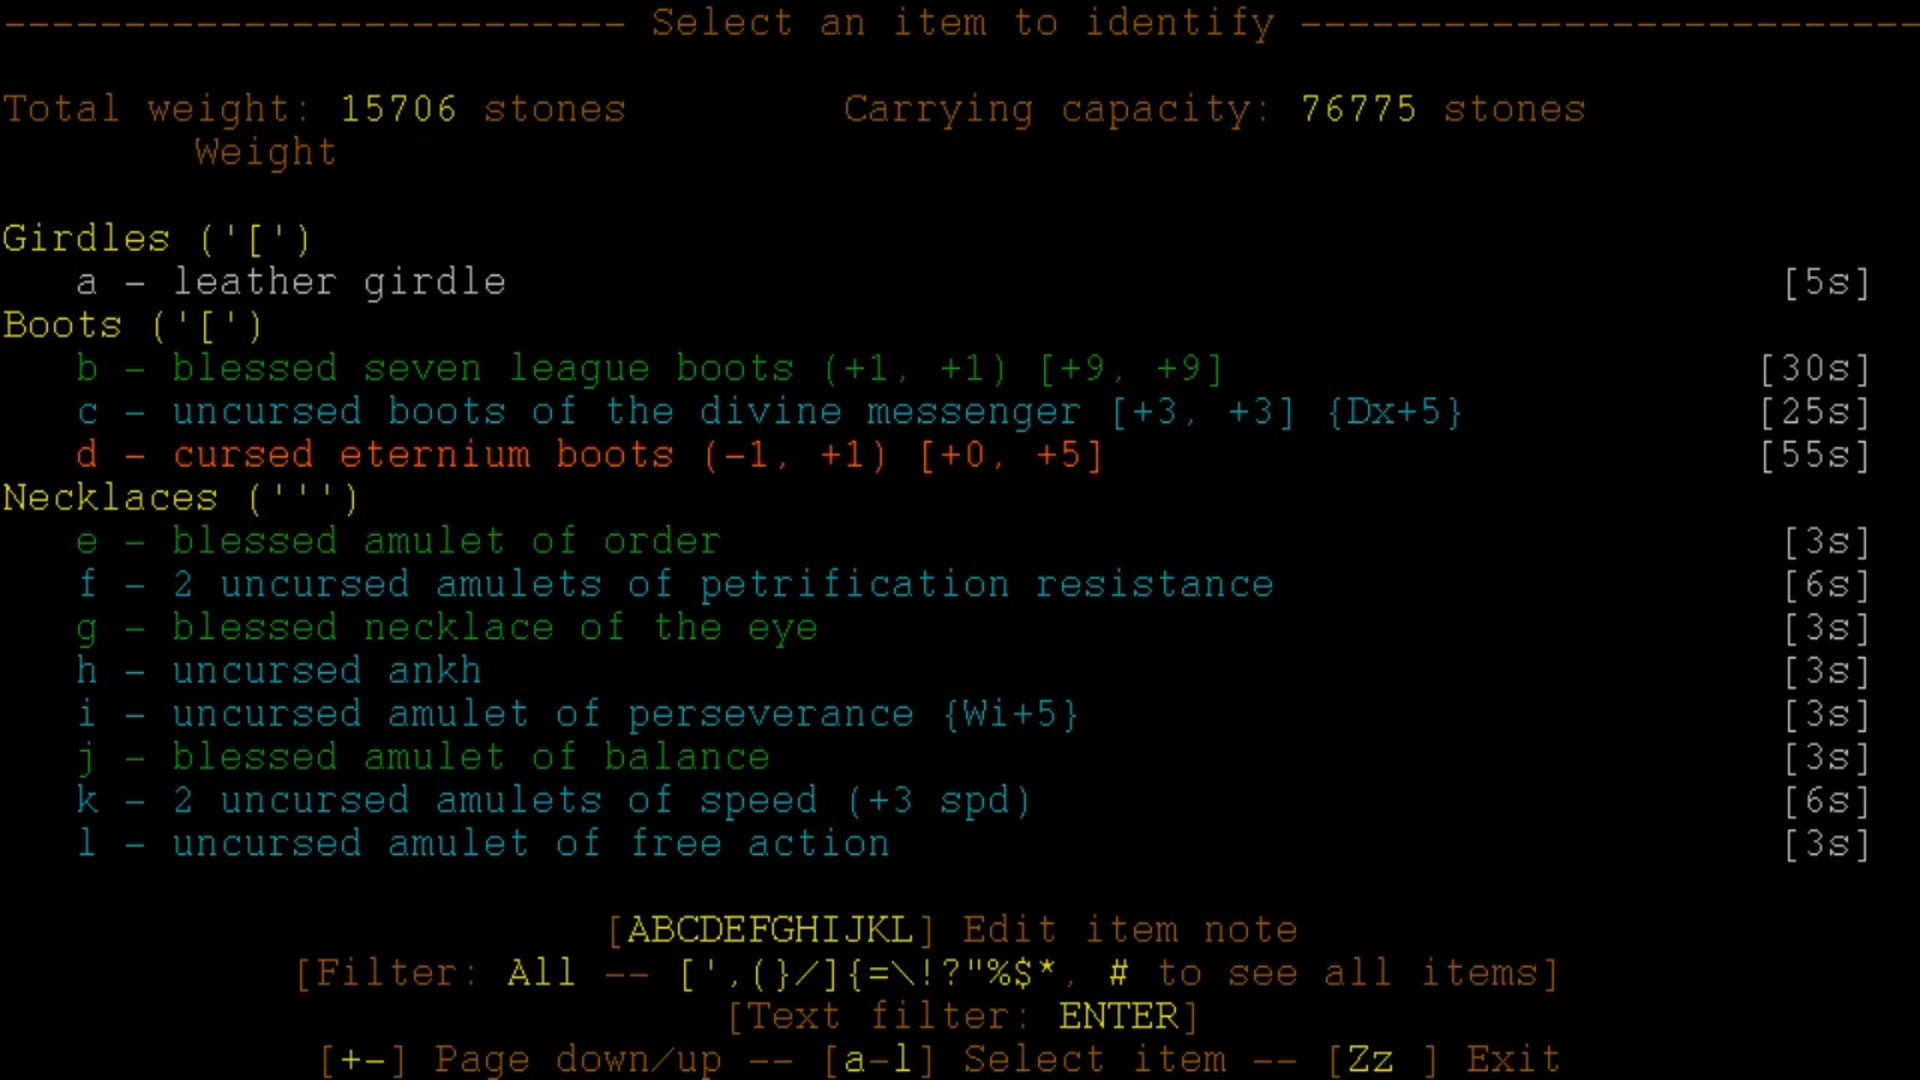 -------------------------- Select an item to identify --------------------------
Total weight: 15706 stones Carrying capacity: 76775 stones
Weight
Girdles ('[')
a - leather girdle [5s]
Boots ('[')
b - blessed seven league boots (+1, +1) [+9, +9] [30s]
c - uncursed boots of the divine messenger [+3, +3] {Dx+5} [25s]
d - cursed eternium boots (-1, +1) [+0, +5] [55s]
Necklaces (''')
e - blessed amulet of order [3s]
f - 2 uncursed amulets of petrification resistance [6s]
g - blessed necklace of the eye [3s]
h - uncursed ankh [3s]
i - uncursed amulet of perseverance {Wi+5} [3s]
j - blessed amulet of balance [3s]
k - 2 uncursed amulets of speed (+3 spd) [6s]
l - uncursed amulet of free action [3s]
[ABCDEFGHIJKL] Edit item note
[Filter: All -- [',(}/]{=\!?"%$*, # to see all items]
[Text filter: ENTER]
[+-] Page down/up -- [a-l] Select item -- [Zz ] Exit